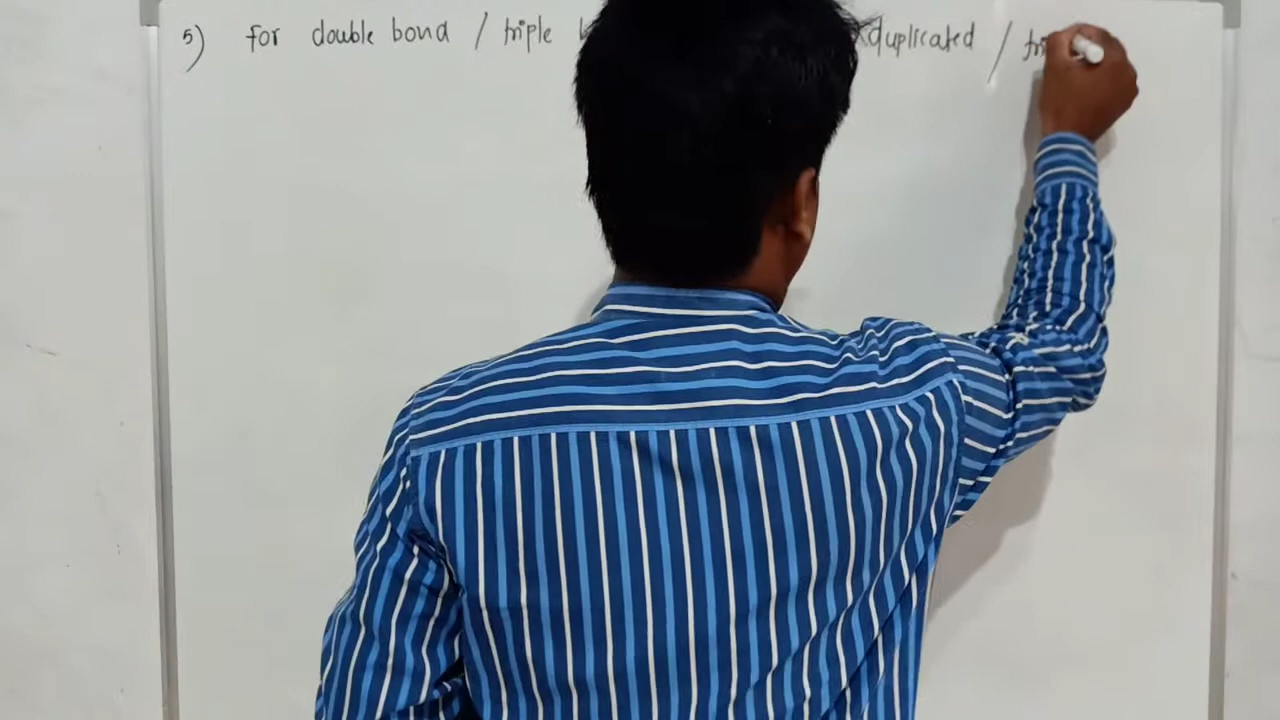 5) for double bond / triple duplicated /